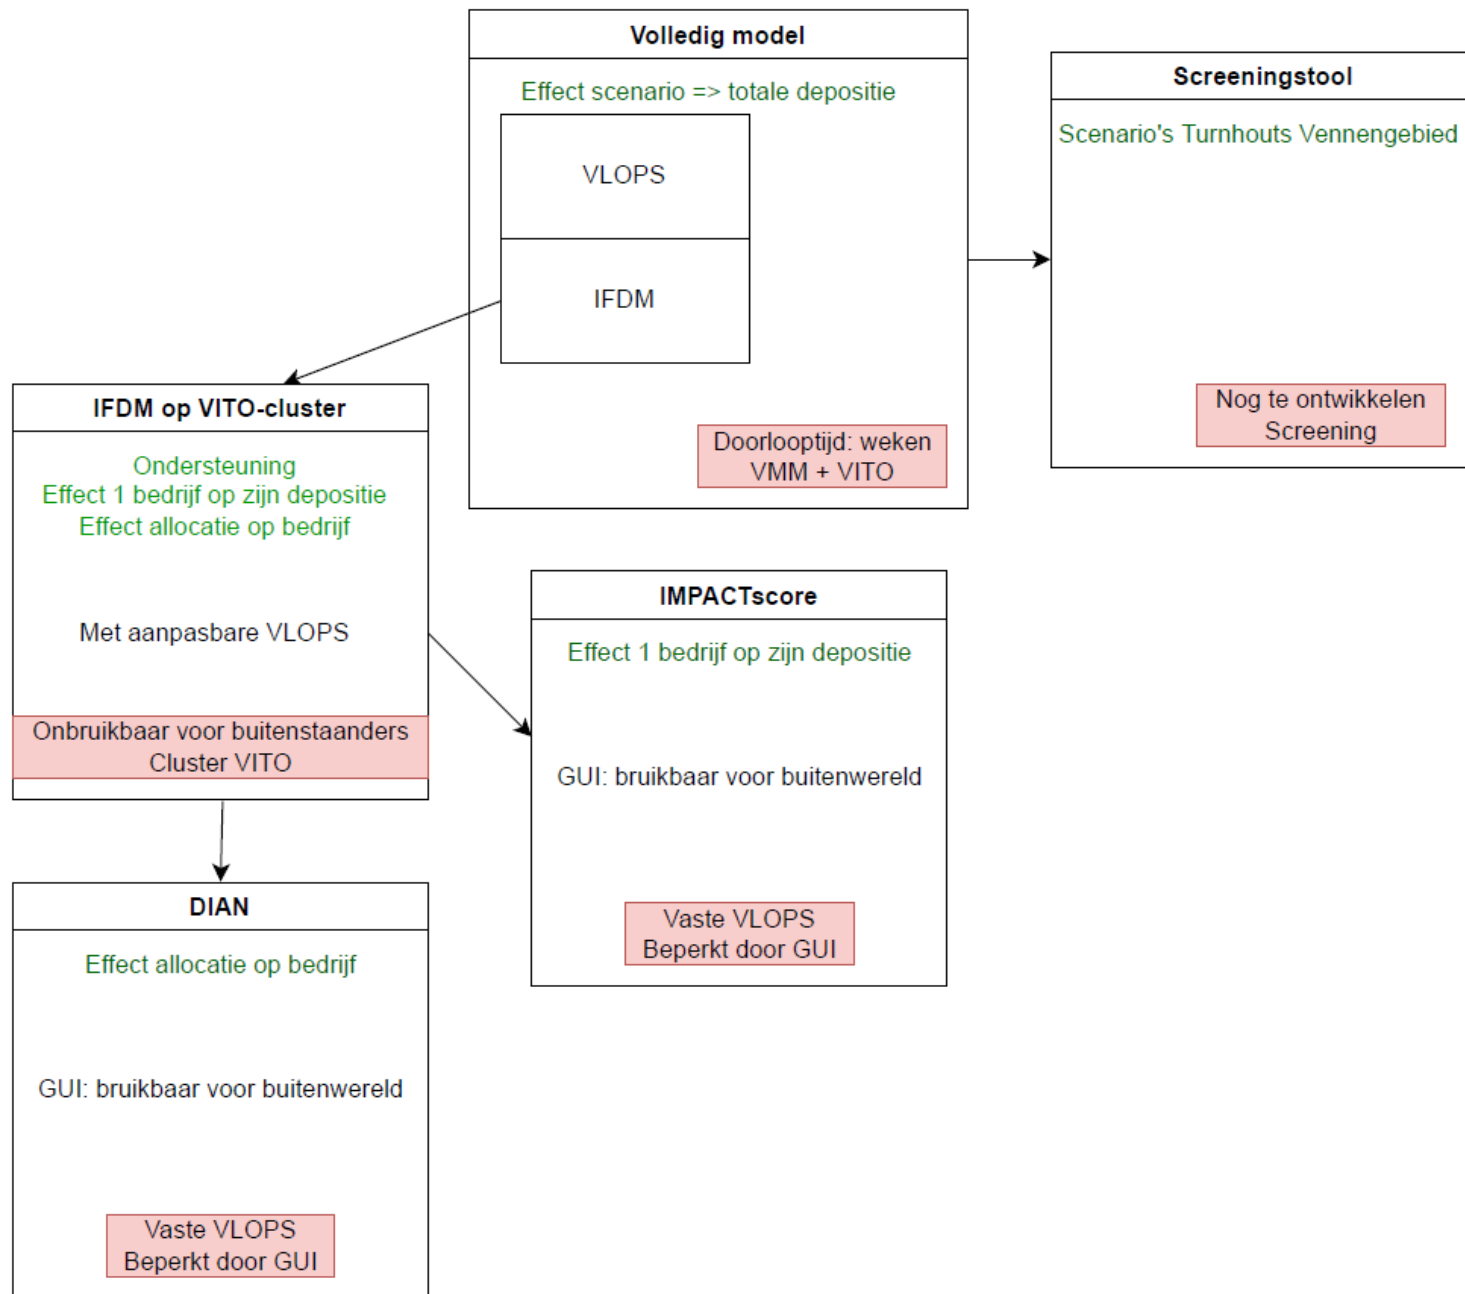 Volledig model
Effect scenario => totale depositie
VLOPS
IFDM
Doorlooptijd: weken
VMM + VITO
Screeningstool
Scenario's Turnhouts Vennengebied
Nog te ontwikkelen
Screening
IFDM op VITO-cluster
Ondersteuning
Effect 1 bedrijf op zijn depositie
Effect allocatie op bedrijf
Met aanpasbare VLOPS
Onbruikbaar voor buitenstaanders
Cluster VITO
IMPACTscore
Effect 1 bedrijf op zijn depositie
GUI: bruikbaar voor buitenwereld
Vaste VLOPS
Beperkt door GUI
DIAN
Effect allocatie op bedrijf
GUI: bruikbaar voor buitenwereld
Vaste VLOPS
Beperkt door GUI